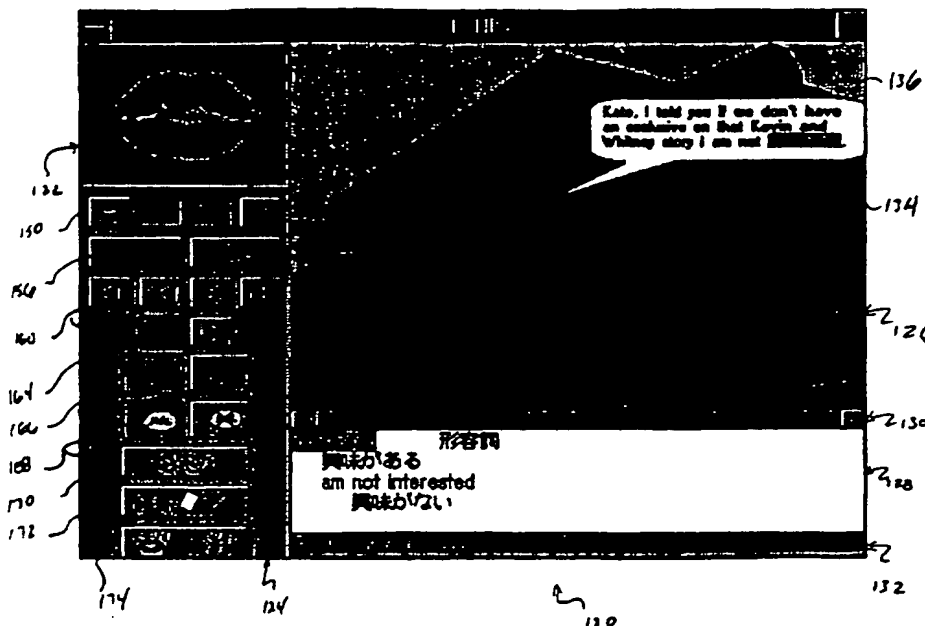 Kate, I told you if we don't have
an exclusive on that Kevin and
Whitney story I am not
形容詞
興味がある
am not interested
興味がない
136
134
126
130
128
132
132
150
156
160
164
166
168
170
172
174
124
120